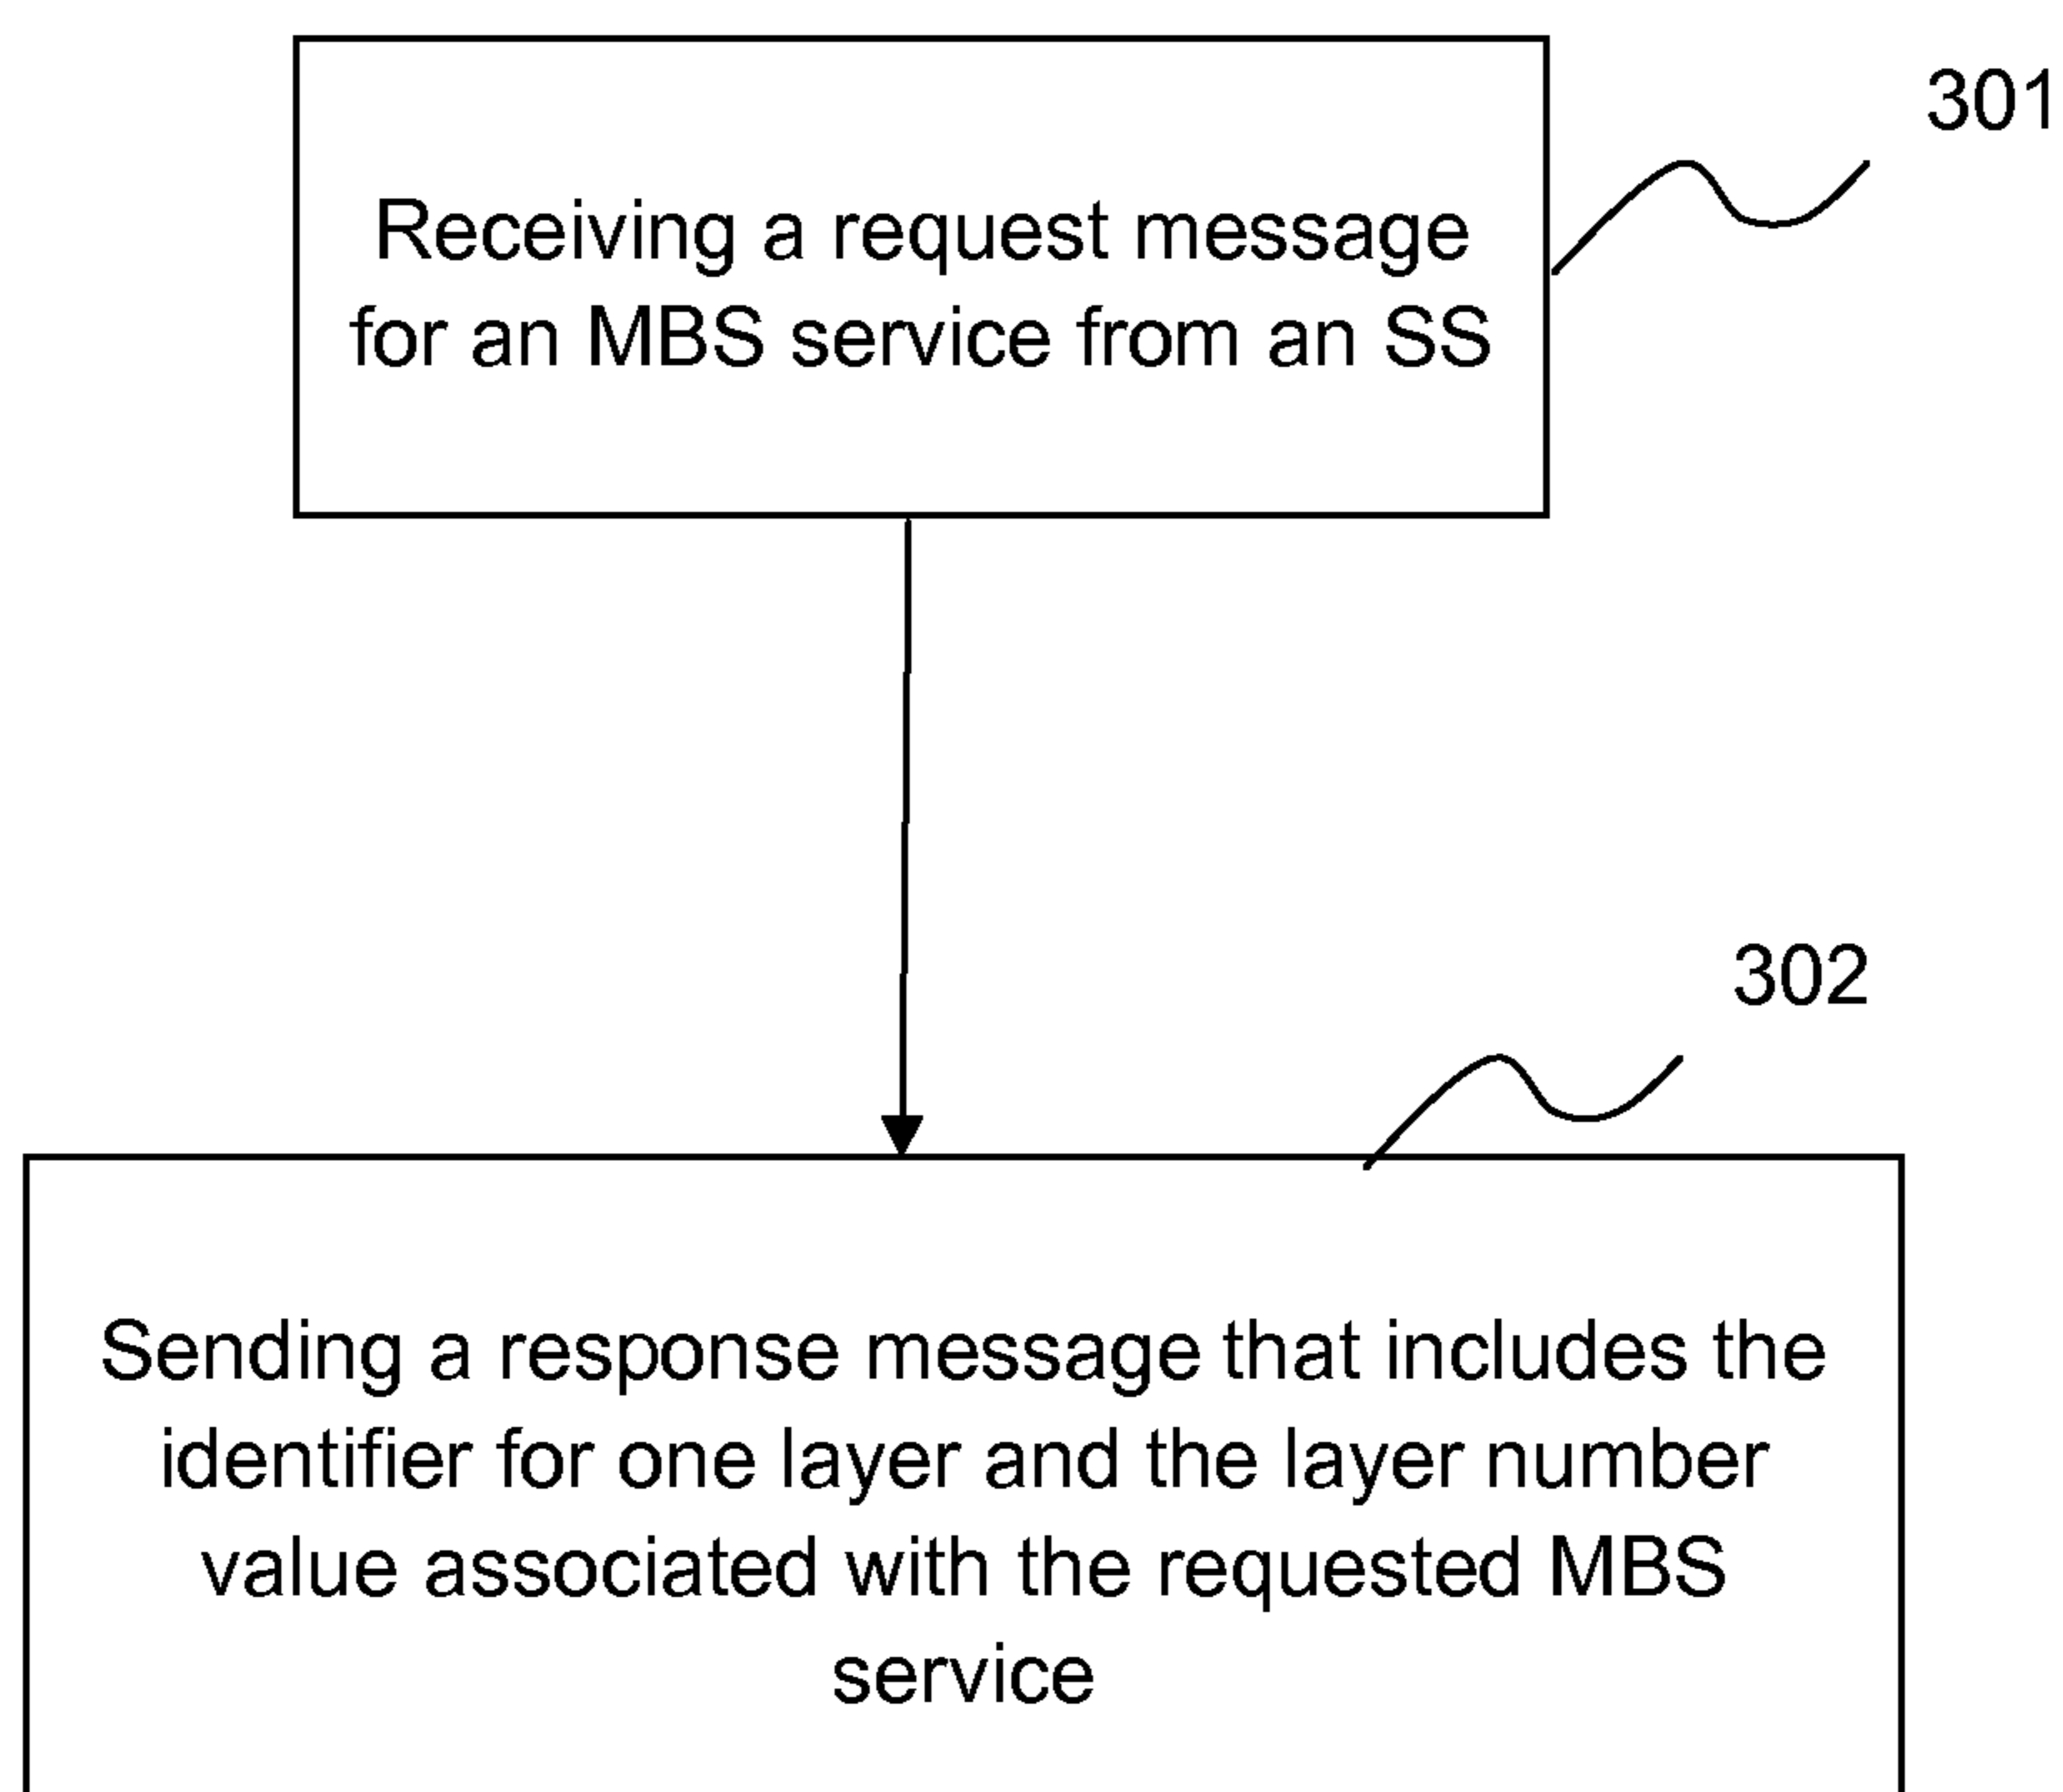 301
Receiving a request message
for an MBS service from an SS
302
Sending a response message that includes the
identifier for one layer and the layer number
value associated with the requested MBS
service